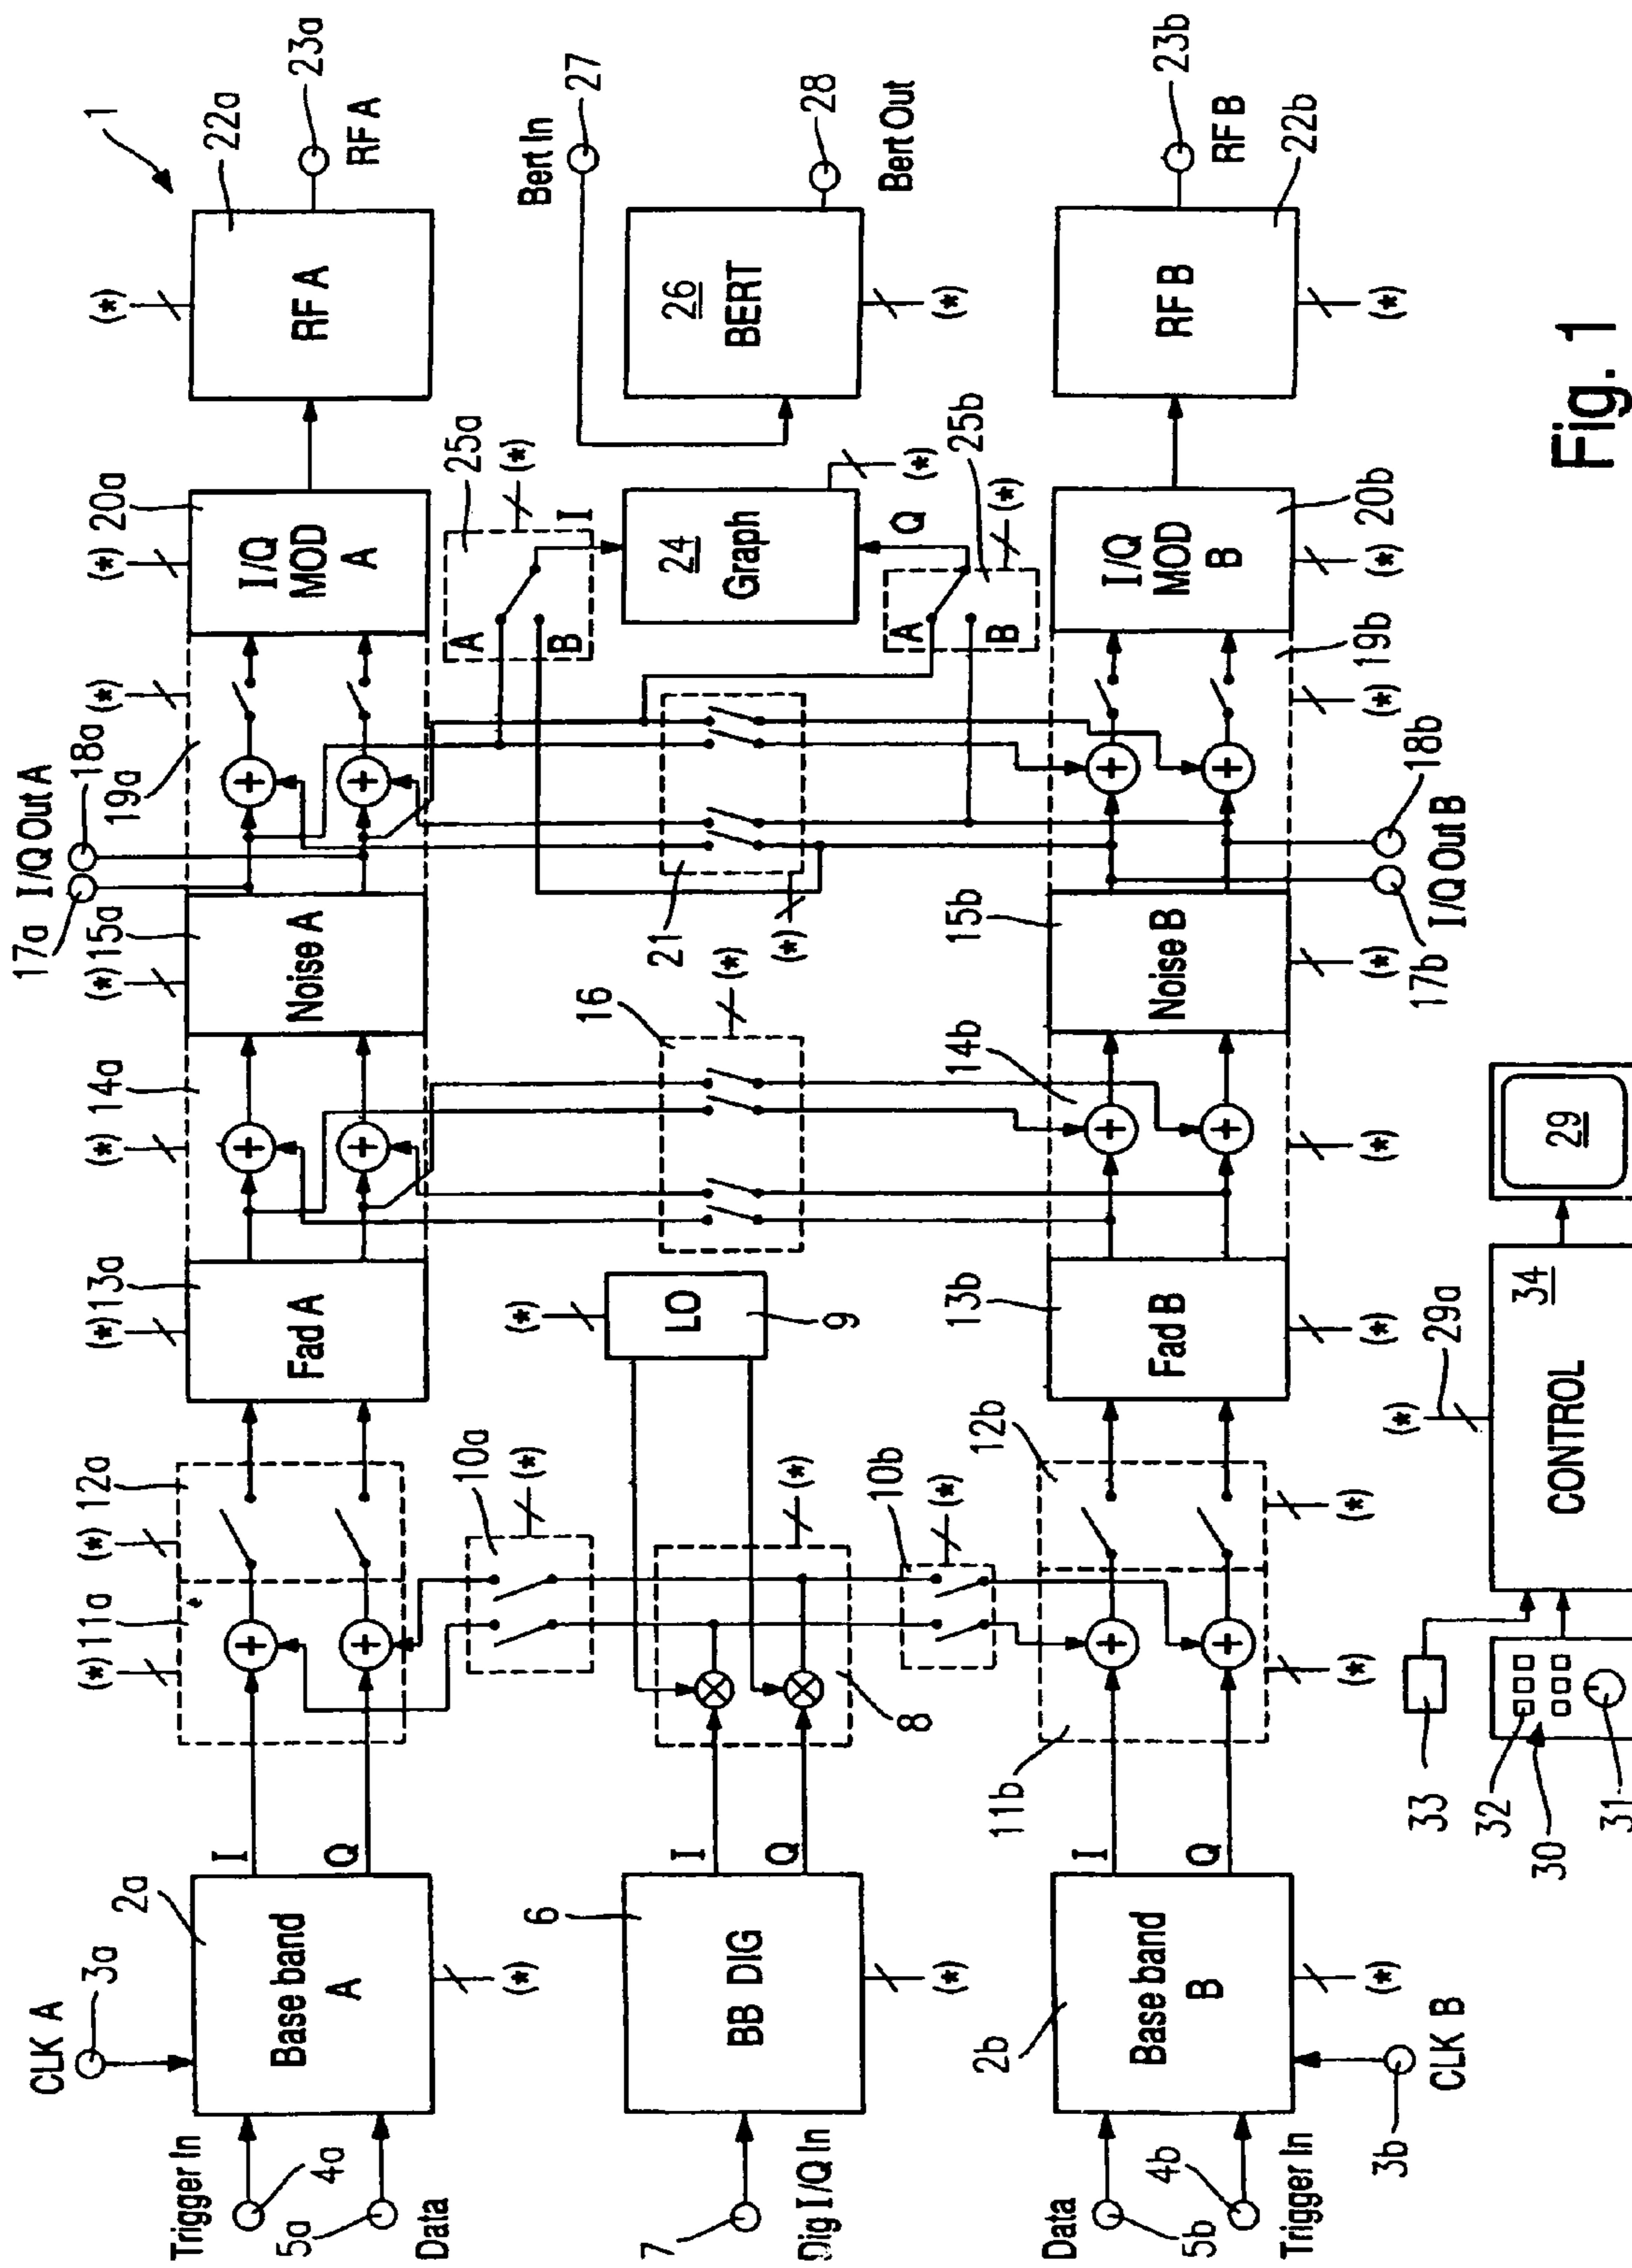 1
CLK A
3a
2a
Trigger In
4a
5a
Data
Base band
A
(*)
I
Q
(*) 11a
(*) 12a
(*) 13a
Fad A
(*) 14a
(*) 15a
Noise A
17a
I/Q Out A
18a
19a
(*)
(*) 20a
I/Q
MOD
A
(*)
22a
RF A
23a
RF A
10a
(*)
LO
9
(*)
16
(*)
21
(*)
25a
(*)
A
B
I
24
Graph
(*)
Q
25b
(*)
A
B
Bert In
27
26
BERT
(*)
28
Bert Out
7
Dig I/Q In
6
BB DIG
(*)
I
Q
8
(*)
10b
(*)
Data
5b
4b
Trigger In
2b
Base band
B
(*)
3b
CLK B
I
Q
11b
(*)
12b
(*)
13b
Fad B
(*)
14b
(*)
15b
Noise B
(*)
17b
I/Q Out B
18b
19b
(*)
20b
I/Q
MOD
B
(*)
22b
RF B
(*)
23b
RF B
33
32
30
31
CONTROL
34
(*)
29a
29
Fig. 1